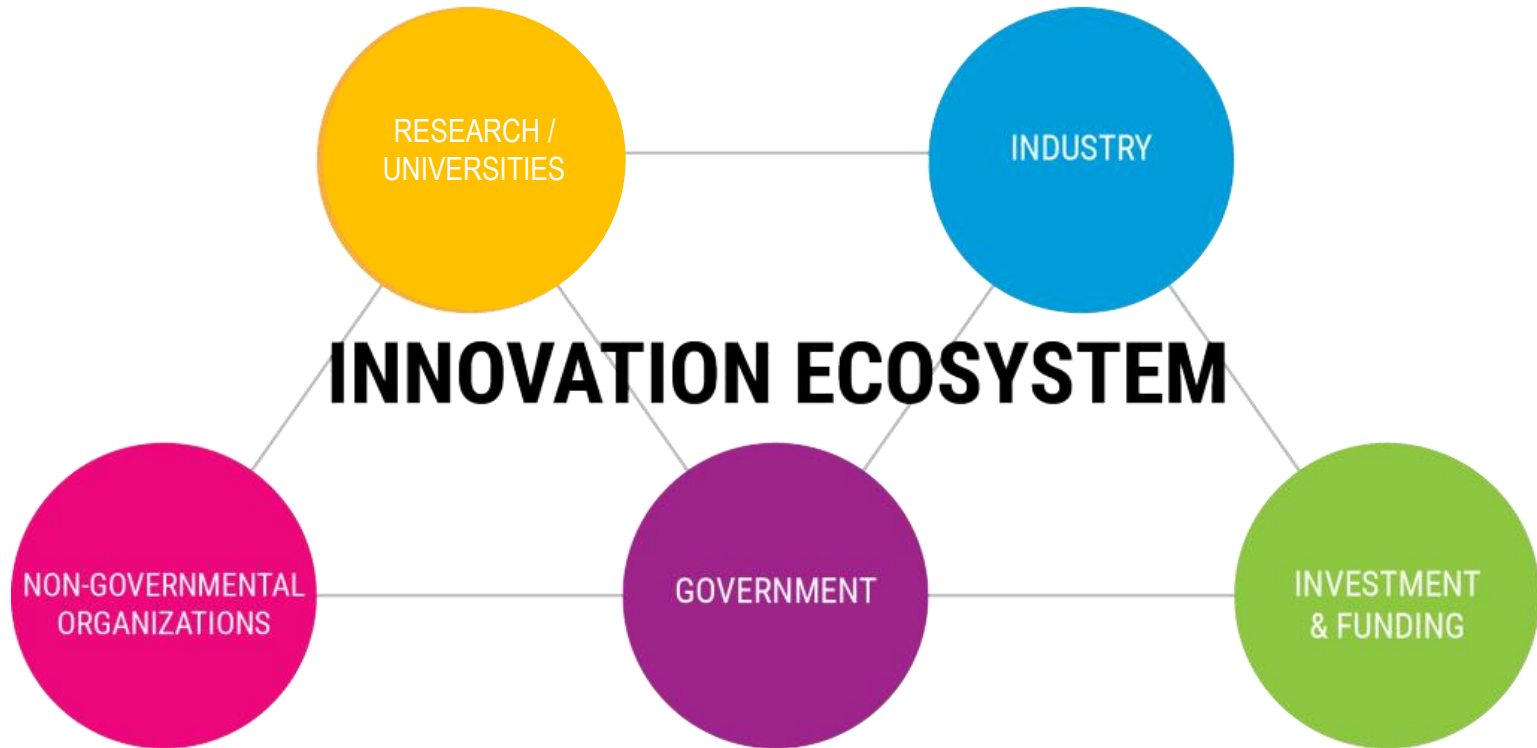 RESEARCH /
UNIVERSITIES
INDUSTRY
INNOVATION ECOSYSTEM
NON-GOVERNMENTAL
ORGANIZATIONS
GOVERNMENT
INVESTMENT
& FUNDING